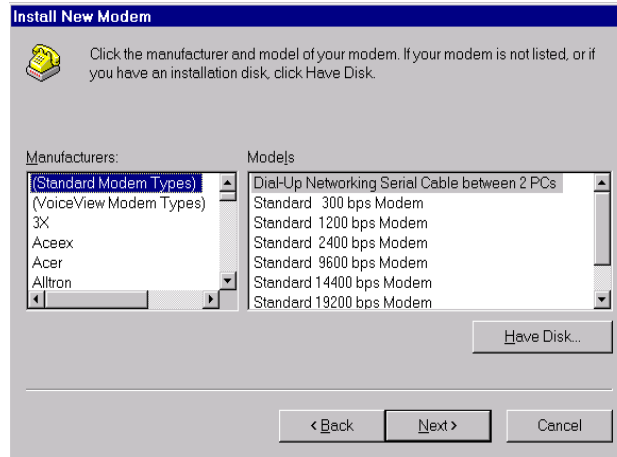 Install New Modem
Click the manufacturer and model of your modem. If your modem is not listed, or if
you have an installation disk, click Have Disk.
Manufacturers:
(Standard Modem Types)
(VoiceView Modem Types)
3X
Aceex
Acer
Alltron
Models
Dial-Up Networking Serial Cable between 2 PCs
Standard 300 bps Modem
Standard 1200 bps Modem
Standard 2400 bps Modem
Standard 9600 bps Modem
Standard 14400 bps Modem
Standard 19200 bps Modem
Have Disk...
< Back
Next >
Cancel